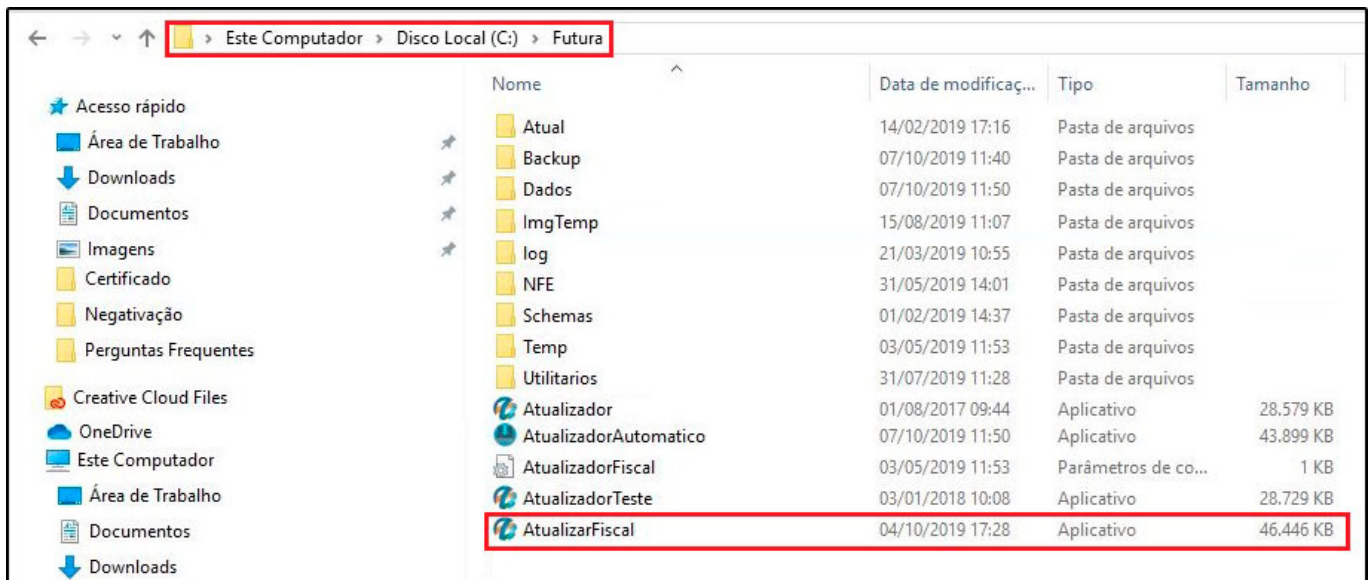 Este Computador > Disco Local (C:) > Futura
Nome Data de modificaç... Tipo Tamanho
Acesso rápido
Área de Trabalho
Downloads
Documentos
Imagens
Certificado
Negativação
Perguntas Frequentes
Creative Cloud Files
OneDrive
Este Computador
Área de Trabalho
Documentos
Downloads
Atual 14/02/2019 17:16 Pasta de arquivos
Backup 07/10/2019 11:40 Pasta de arquivos
Dados 07/10/2019 11:50 Pasta de arquivos
ImgTemp 15/08/2019 11:07 Pasta de arquivos
log 21/03/2019 10:55 Pasta de arquivos
NFE 31/05/2019 14:01 Pasta de arquivos
Schemas 01/02/2019 14:37 Pasta de arquivos
Temp 03/05/2019 11:53 Pasta de arquivos
Utilitarios 31/07/2019 11:28 Pasta de arquivos
Atualizador 01/08/2017 09:44 Aplicativo 28.579 KB
AtualizadorAutomatico 07/10/2019 11:50 Aplicativo 43.899 KB
AtualizadorFiscal 03/05/2019 11:53 Parâmetros de co... 1 KB
AtualizadorTeste 03/01/2018 10:08 Aplicativo 28.729 KB
AtualizarFiscal 04/10/2019 17:28 Aplicativo 46.446 KB